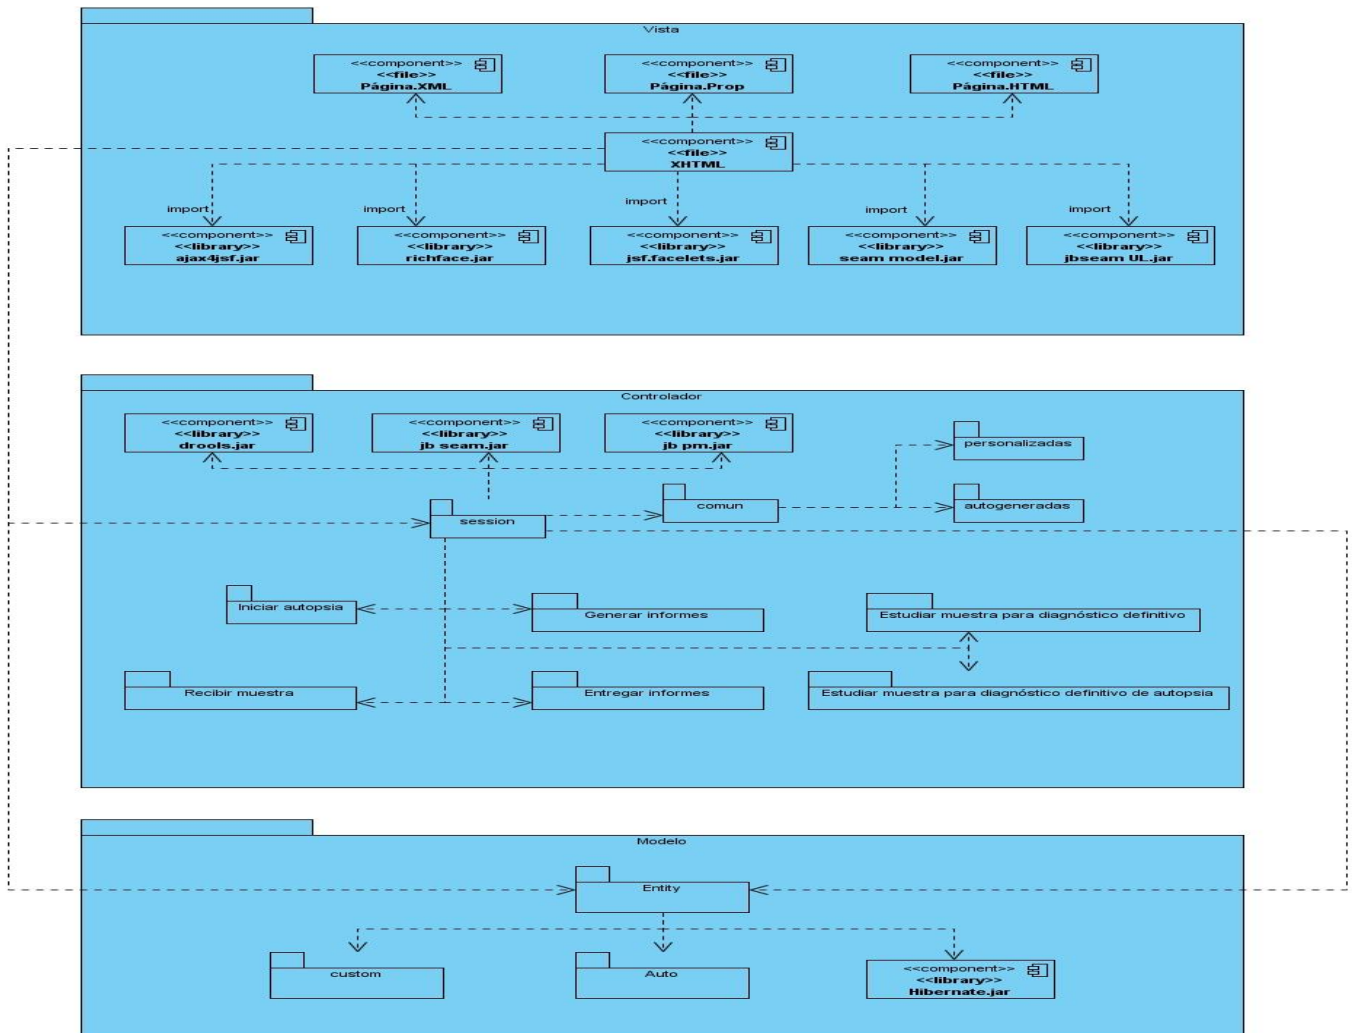 Vista
<<component>>
<<file>>
Página.XML
<<component>>
<<file>>
Página.Prop
<<component>>
<<file>>
Página.HTML
<<component>>
<<file>>
XHTML
import
import
import
import
import
<<component>>
<<library>>
ajax4jsf.jar
<<component>>
<<library>>
richface.jar
<<component>>
<<library>>
jsf.facelets.jar
<<component>>
<<library>>
seam model.jar
<<component>>
<<library>>
jbseam UL.jar
Controlador
<<component>>
<<library>>
drools.jar
<<component>>
<<library>>
jb seam.jar
<<component>>
<<library>>
jb pm.jar
personalizadas
session
comun
autogeneradas
Iniciar autopsia
Generar informes
Estudiar muestra para diagnóstico definitivo
Recibir muestra
Entregar informes
Estudiar muestra para diagnóstico definitivo de autopsia
Modelo
Entity
custom
Auto
<<component>>
<<library>>
Hibernate.jar